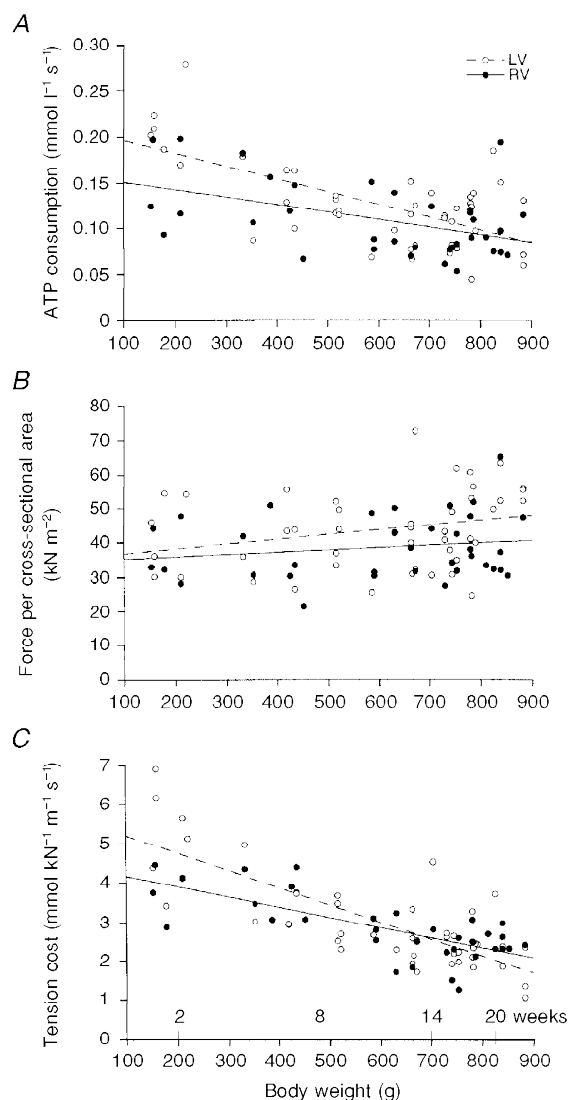 A
ATP consumption (mmol l⁻¹ s⁻¹)
0.30
0.25
0.20
0.15
0.10
0.05
0
LV
RV
100 200 300 400 500 600 700 800 900
B
Force per cross-sectional area
(kN m⁻²)
80
70
60
50
40
30
20
10
0
100 200 300 400 500 600 700 800 900
C
Tension cost (mmol kN⁻¹ m⁻¹ s⁻¹)
7
6
5
4
3
2
1
0
2 8 14 20 weeks
100 200 300 400 500 600 700 800 900
Body weight (g)